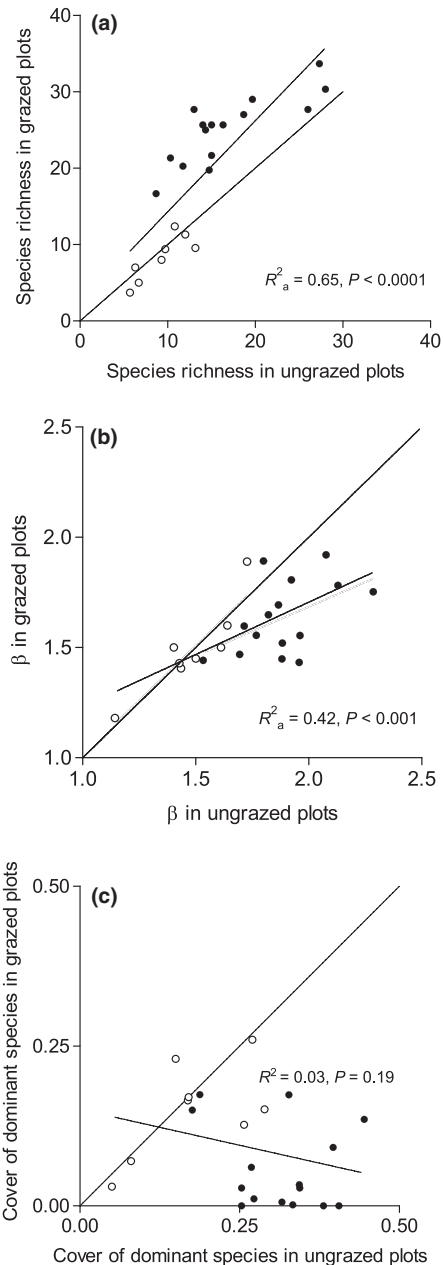 (a)
Species richness in grazed plots
40
30
20
10
0
R²ₐ = 0.65, P < 0.0001
0 10 20 30 40
Species richness in ungrazed plots
(b)
β in grazed plots
2.5
2.0
1.5
1.0
R²ₐ = 0.42, P < 0.001
1.0 1.5 2.0 2.5
β in ungrazed plots
(c)
Cover of dominant species in grazed plots
0.50
0.25
0.00
R² = 0.03, P = 0.19
0.00 0.25 0.50
Cover of dominant species in ungrazed plots